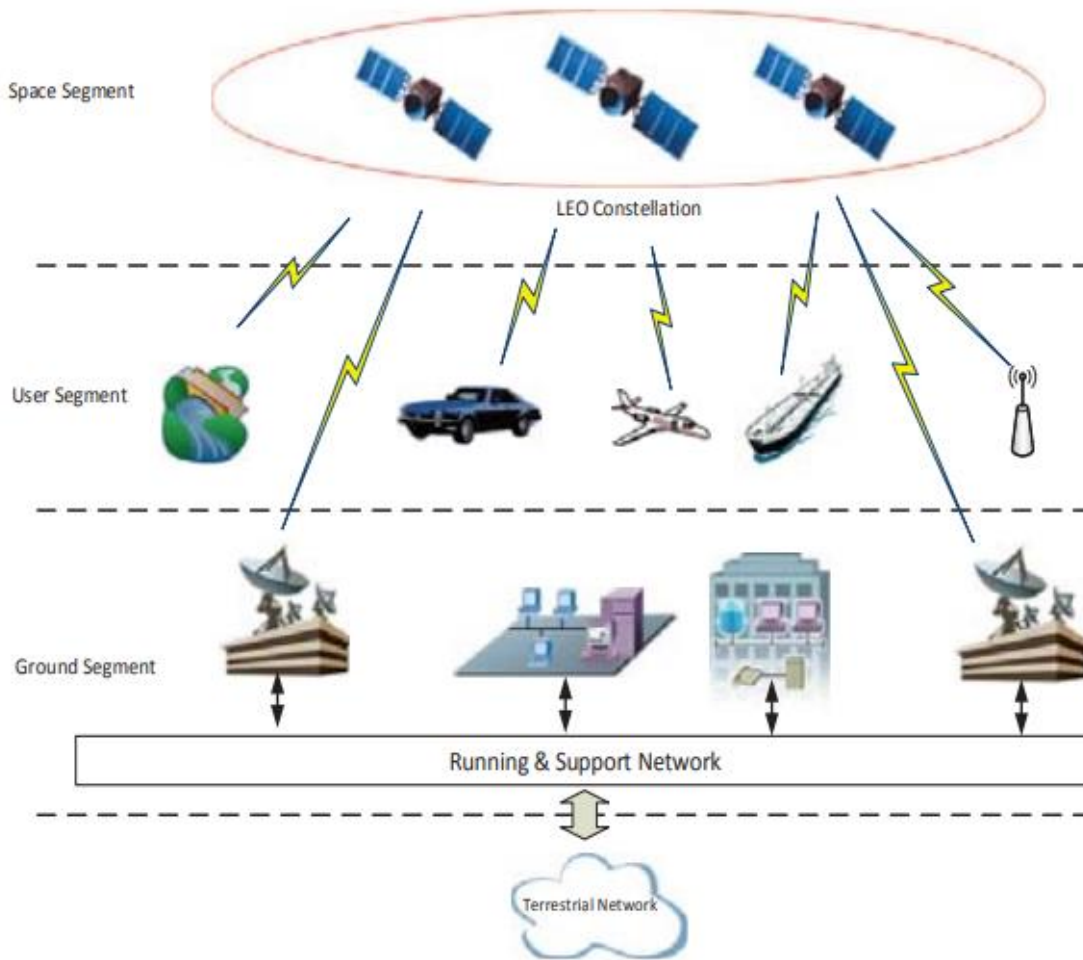 Space Segment
LEO Constellation
User Segment
Ground Segment
Running & Support Network
Terrestrial Network